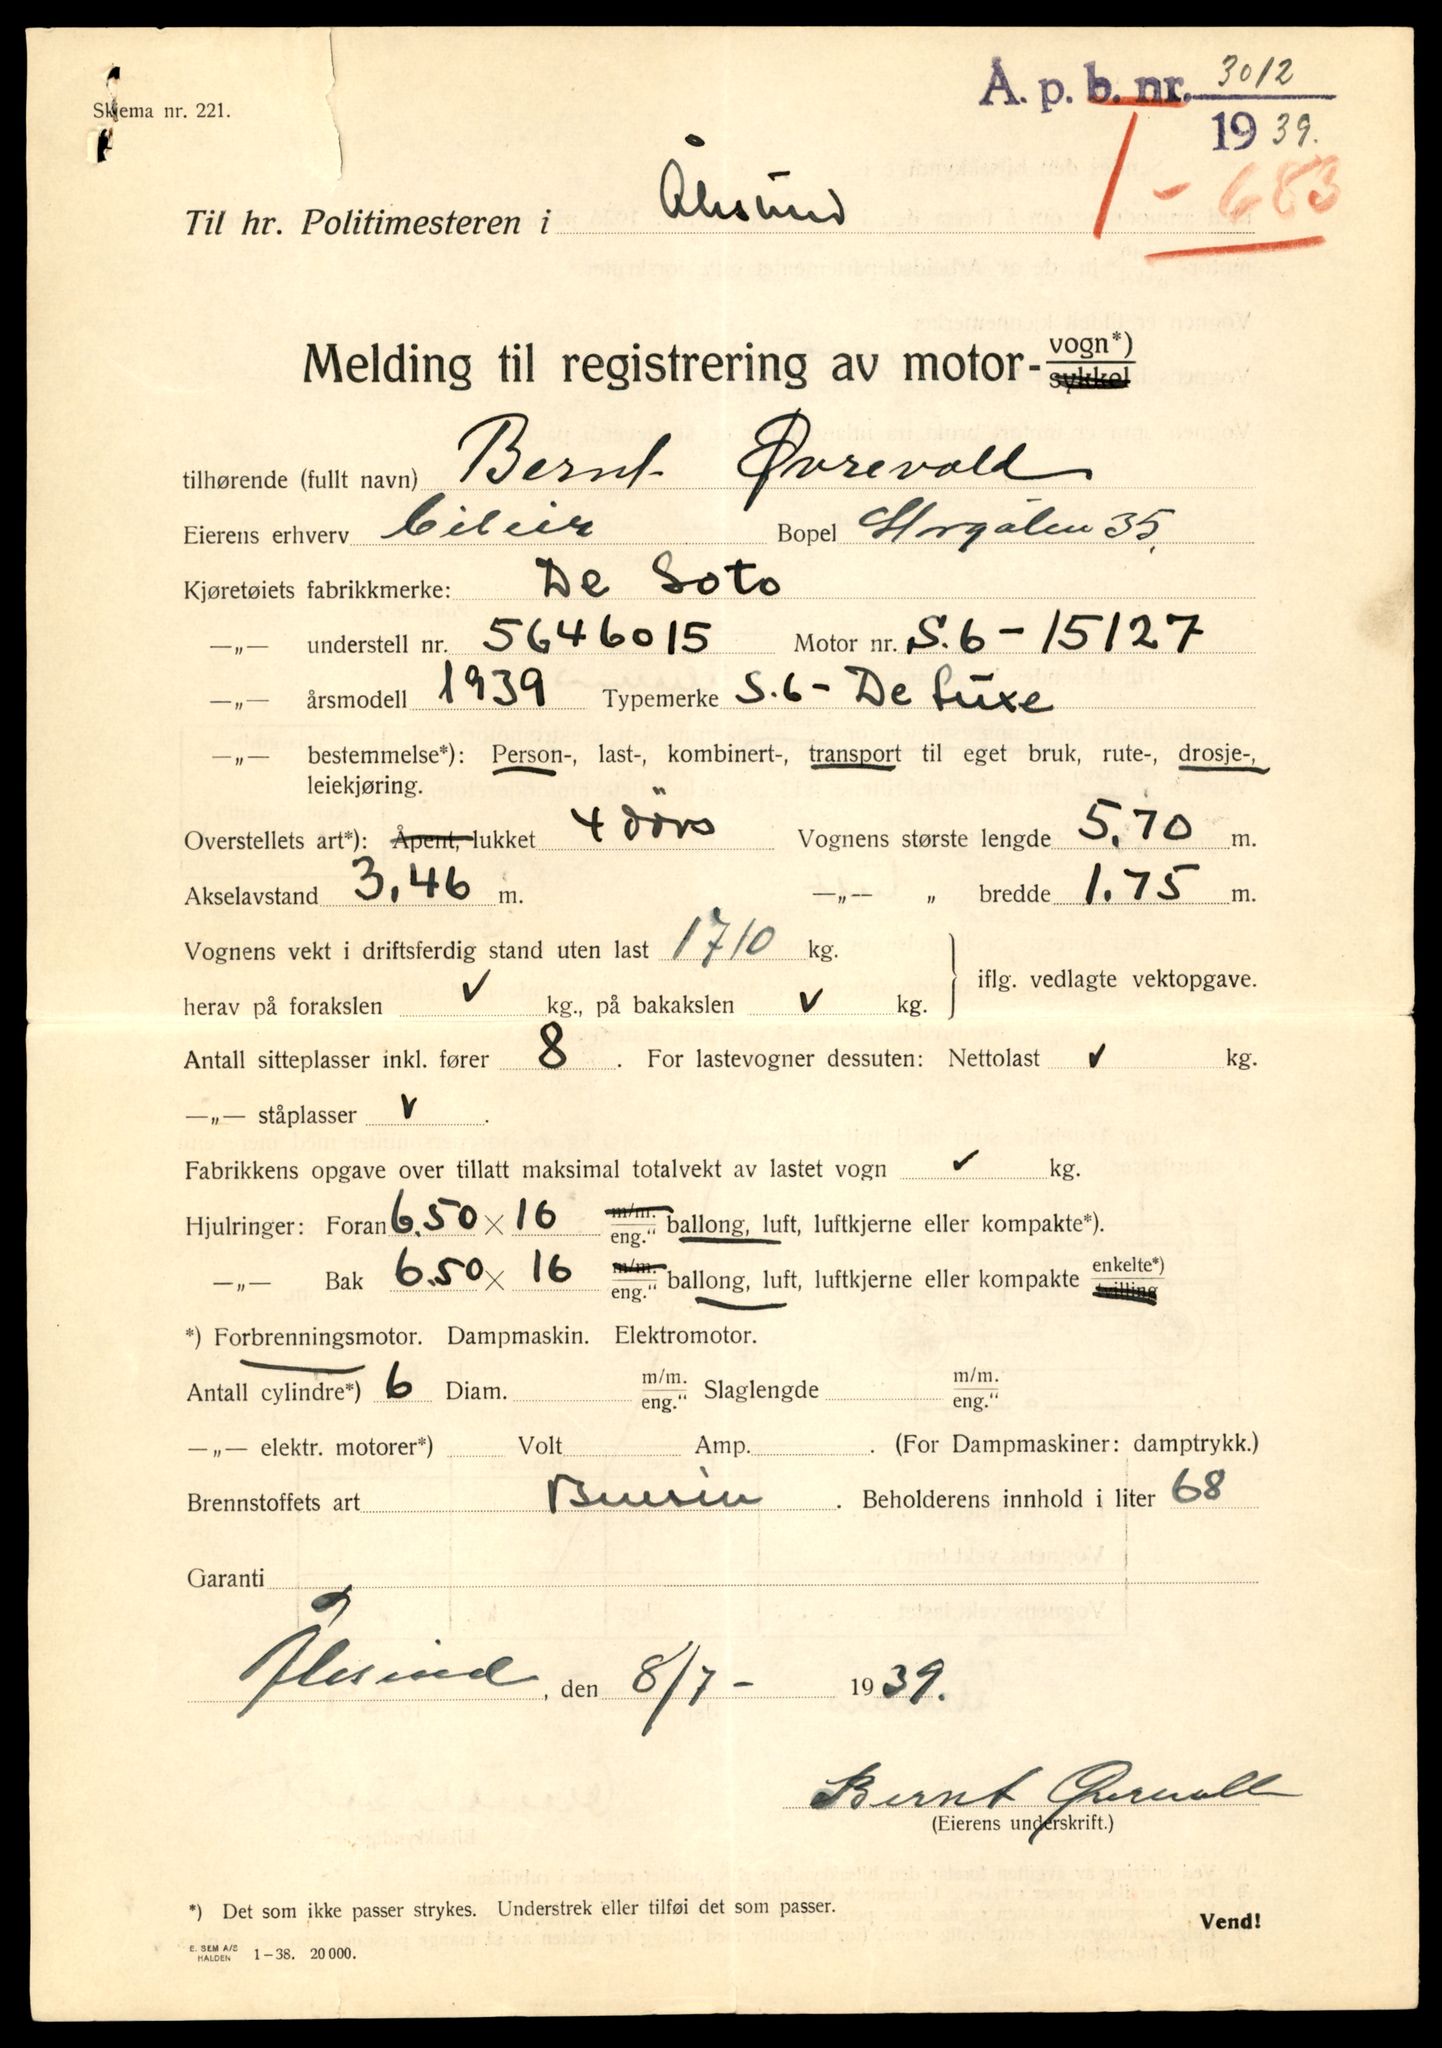 Skjema nr. 221.
Å. p. b. nr. 3012
1939.
T - 683
Til hr. Politimesteren i Ålesund
Melding til registrering av motor- vogn*)
sykkel
tilhørende (fullt navn) Bernt Øvrevold
Eierens erhverv Bileier Bopel Storgaten 35.
Kjøretøiets fabrikkmerke: De Soto
—„— understell nr. 5646015 Motor nr. S.6-15127
—„— årsmodell 1939 Typemerke S.6- De Luxe
—„— bestemmelse*): Person-, last-, kombinert-, transport til eget bruk, rute-, drosje-,
leiekjøring.
Overstellets art*): Åpent, lukket 4 dörs Vognens største lengde 5,70 m.
Akselavstand 3,46 m. —„— „ bredde 1.75 m.
Vognens vekt i driftsferdig stand uten last 1710 kg.
herav på forakslen ✓ kg., på bakakslen ✓ kg. iflg. vedlagte vektopgave.
Antall sitteplasser inkl. fører 8 . For lastevogner dessuten: Nettolast ✓ kg.
—„— ståplasser ✓ .
Fabrikkens opgave over tillatt maksimal totalvekt av lastet vogn ✓ kg.
Hjulringer: Foran 6.50 × 16 m/m. eng.“ ballong, luft, luftkjerne eller kompakte*).
—„— Bak 6.50 × 16 m/m. eng.“ ballong, luft, luftkjerne eller kompakte enkelte*) tvilling
*) Forbrenningsmotor. Dampmaskin. Elektromotor.
Antall cylindre*) 6 Diam. m/m. eng.“ Slaglengde m/m. eng.“
—„— elektr. motorer*) Volt Amp. . (For Dampmaskiner: damptrykk.)
Brennstoffets art Bensin . Beholderens innhold i liter 68
Garanti
Ålesund, den 8/7 - 1939.
Bernt Øvrevoll
(Eierens underskrift.)
*) Det som ikke passer strykes. Understrek eller tilføi det som passer.
Vend!
E. SEM A/S
HALDEN 1-38. 20 000.